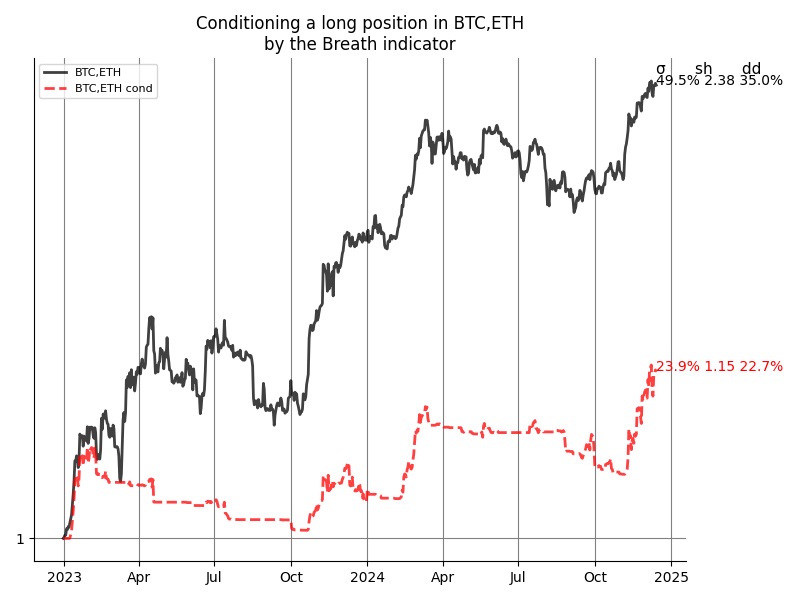 Conditioning a long position in BTC,ETH
by the Breath indicator
BTC,ETH
BTC,ETH cond
σ sh dd
49.5% 2.38 35.0%
23.9% 1.15 22.7%
1
2023 Apr Jul Oct 2024 Apr Jul Oct 2025